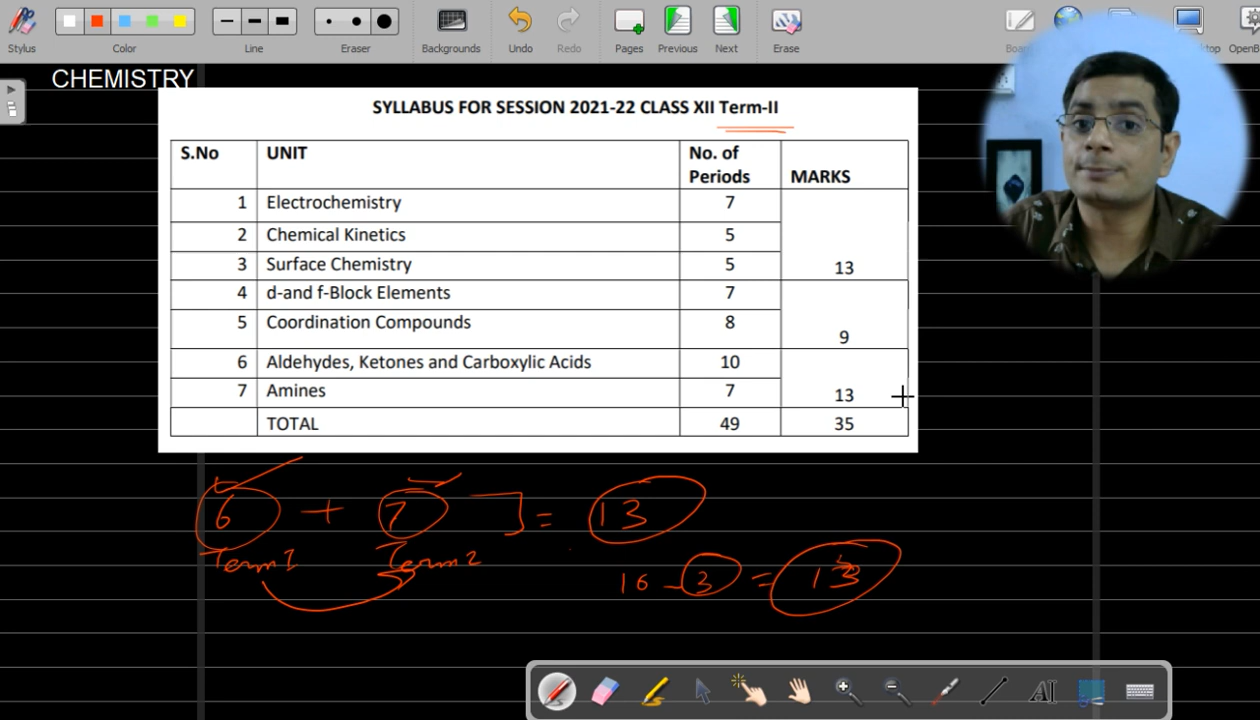 Stylus Color Line Eraser Backgrounds Undo Redo Pages Previous Next Erase
CHEMISTRY
SYLLABUS FOR SESSION 2021-22 CLASS XII Term-II
S.No UNIT No. of Periods MARKS
1 Electrochemistry 7
2 Chemical Kinetics 5
3 Surface Chemistry 5 13
4 d-and f-Block Elements 7
5 Coordination Compounds 8 9
6 Aldehydes, Ketones and Carboxylic Acids 10
7 Amines 7 13
TOTAL 49 35
6 + 7 ] = 13
Term 1 Term 2
16 - 3 = 13